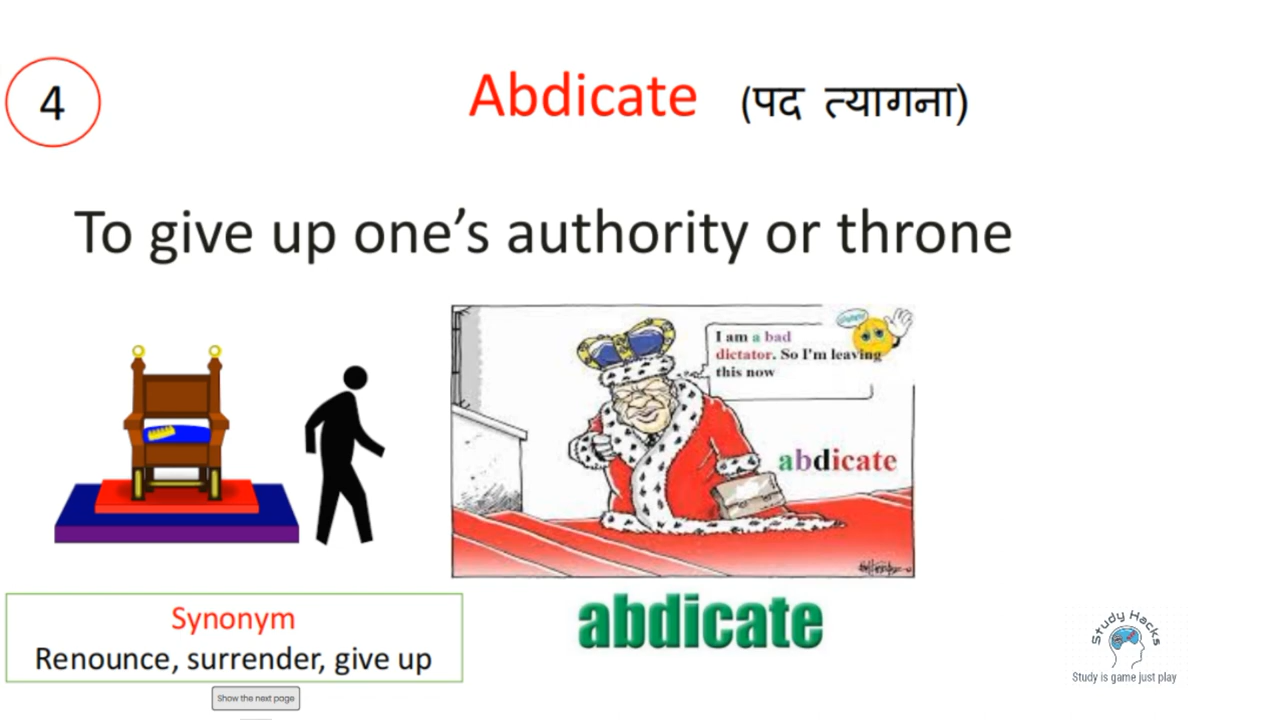 4
Abdicate (पद त्यागना)
To give up one’s authority or throne
I am a bad
dictator. So I'm leaving
this now
abdicate
abdicate
Synonym
Renounce, surrender, give up
Show the next page
Study Hacks
Study is game just play